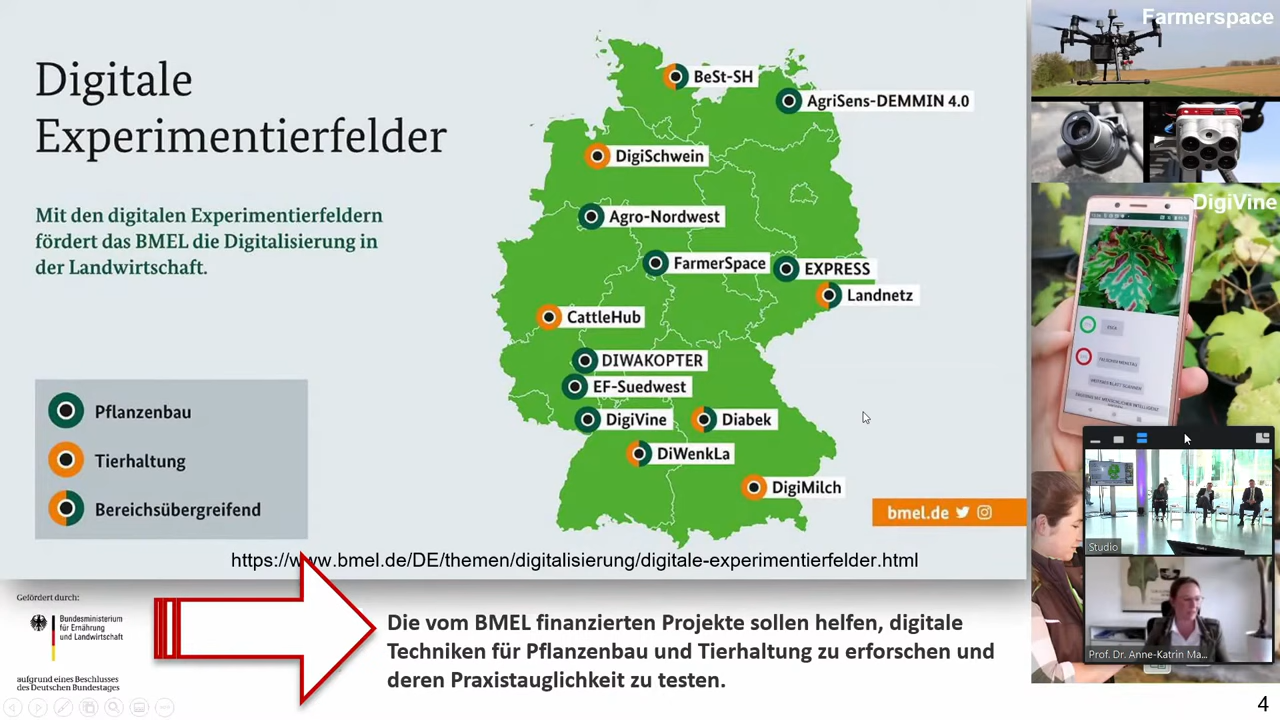 Digitale
Experimentierfelder
Mit den digitalen Experimentierfeldern
fördert das BMEL die Digitalisierung in
der Landwirtschaft.
BeSt-SH
AgriSens-DEMMIN 4.0
DigiSchwein
Agro-Nordwest
FarmerSpace
EXPRESS
Landnetz
CattleHub
DIWAKOPTER
EF-Suedwest
DigiVine
Diabek
DiWenkLa
DigiMilch
Pflanzenbau
Tierhaltung
Bereichsübergreifend
bmel.de
https://www.bmel.de/DE/themen/digitalisierung/digitale-experimentierfelder.html
Gefördert durch:
Bundesministerium
für Ernährung
und Landwirtschaft
aufgrund eines Beschlusses
des Deutschen Bundestages
Die vom BMEL finanzierten Projekte sollen helfen, digitale
Techniken für Pflanzenbau und Tierhaltung zu erforschen und
deren Praxistauglichkeit zu testen.
Farmerspace
DigiVine
ESCA
Studio
Prof. Dr. Anne-Katrin Ma...
4